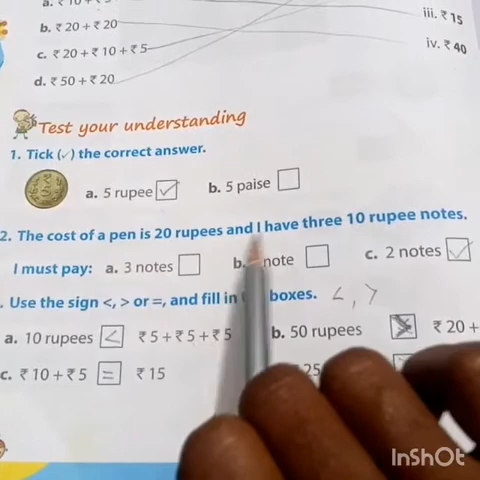 a. ₹ 10 + ₹
iii. ₹ 15
b. ₹ 20 + ₹ 20
iv. ₹ 40
c. ₹ 20 + ₹ 10 + ₹ 5
d. ₹ 50 + ₹ 20
Test your understanding
1. Tick (✓) the correct answer.
a. 5 rupee ✓ b. 5 paise
2. The cost of a pen is 20 rupees and I have three 10 rupee notes.
I must pay: a. 3 notes b. note c. 2 notes ✓
. Use the sign <, > or =, and fill in boxes. <, >
a. 10 rupees < ₹ 5 + ₹ 5 + ₹ 5 b. 50 rupees > ₹ 20 +
c. ₹ 10 + ₹ 5 = ₹ 15 25
InShOt